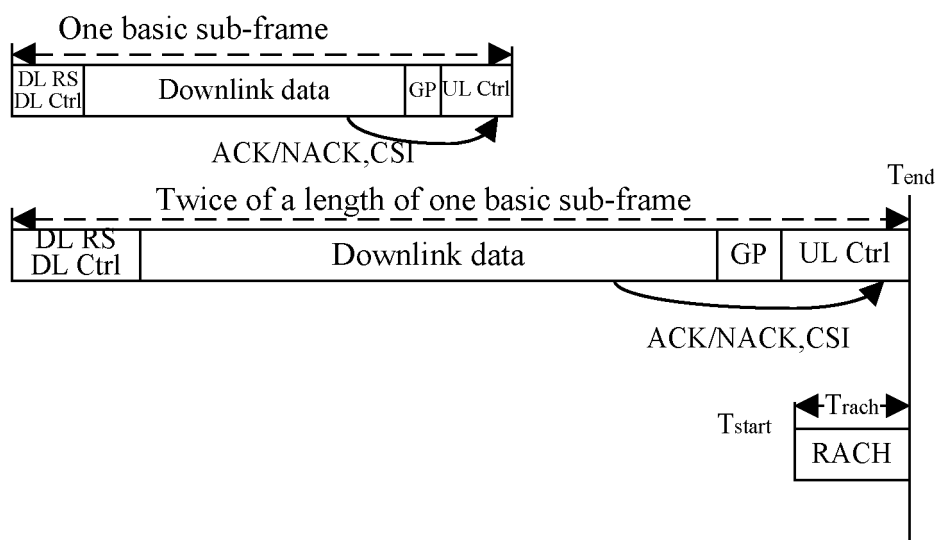 One basic sub-frame
DL RS
DL Ctrl
Downlink data
GP
UL Ctrl
ACK/NACK,CSI
Tend
Twice of a length of one basic sub-frame
DL RS
DL Ctrl
Downlink data
GP
UL Ctrl
ACK/NACK,CSI
Trach
Tstart
RACH